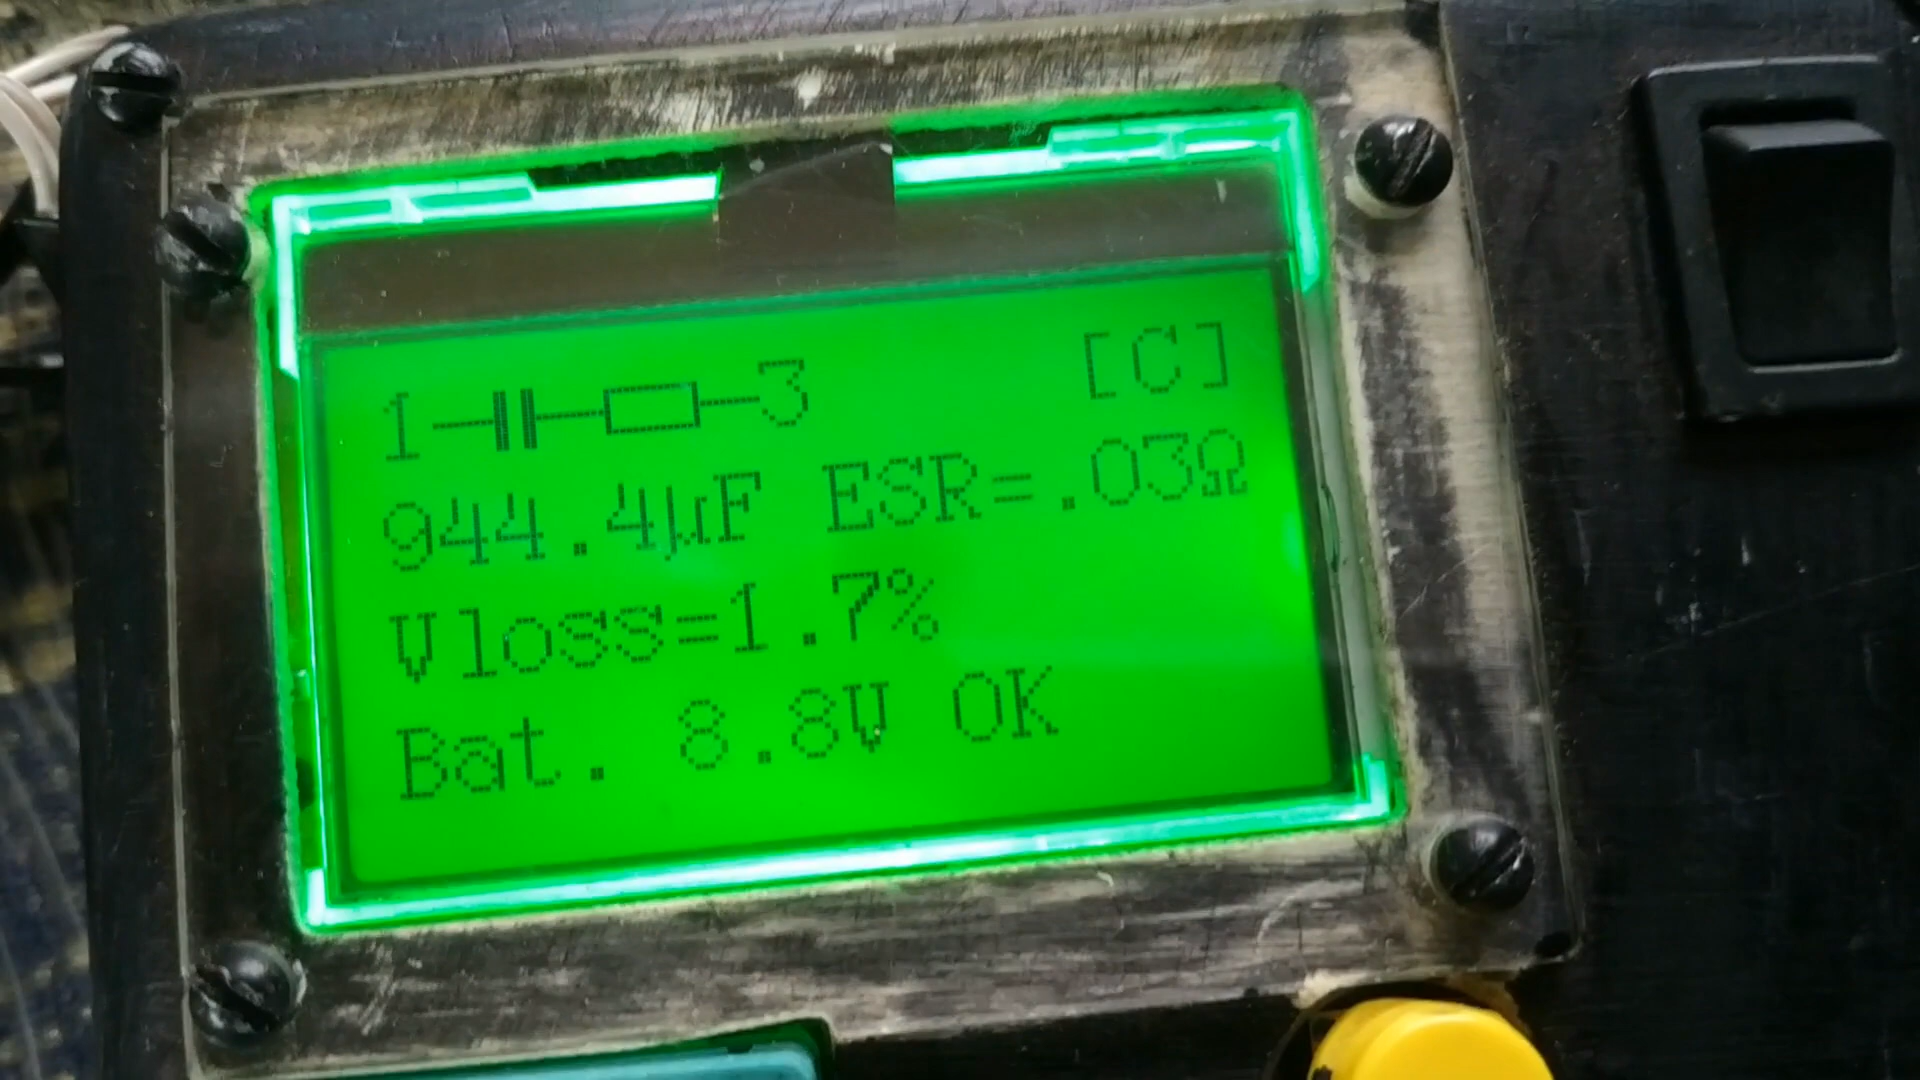 1 3 [C]
944.4µF ESR=.03Ω
Vloss=1.7%
Bat. 8.8V OK